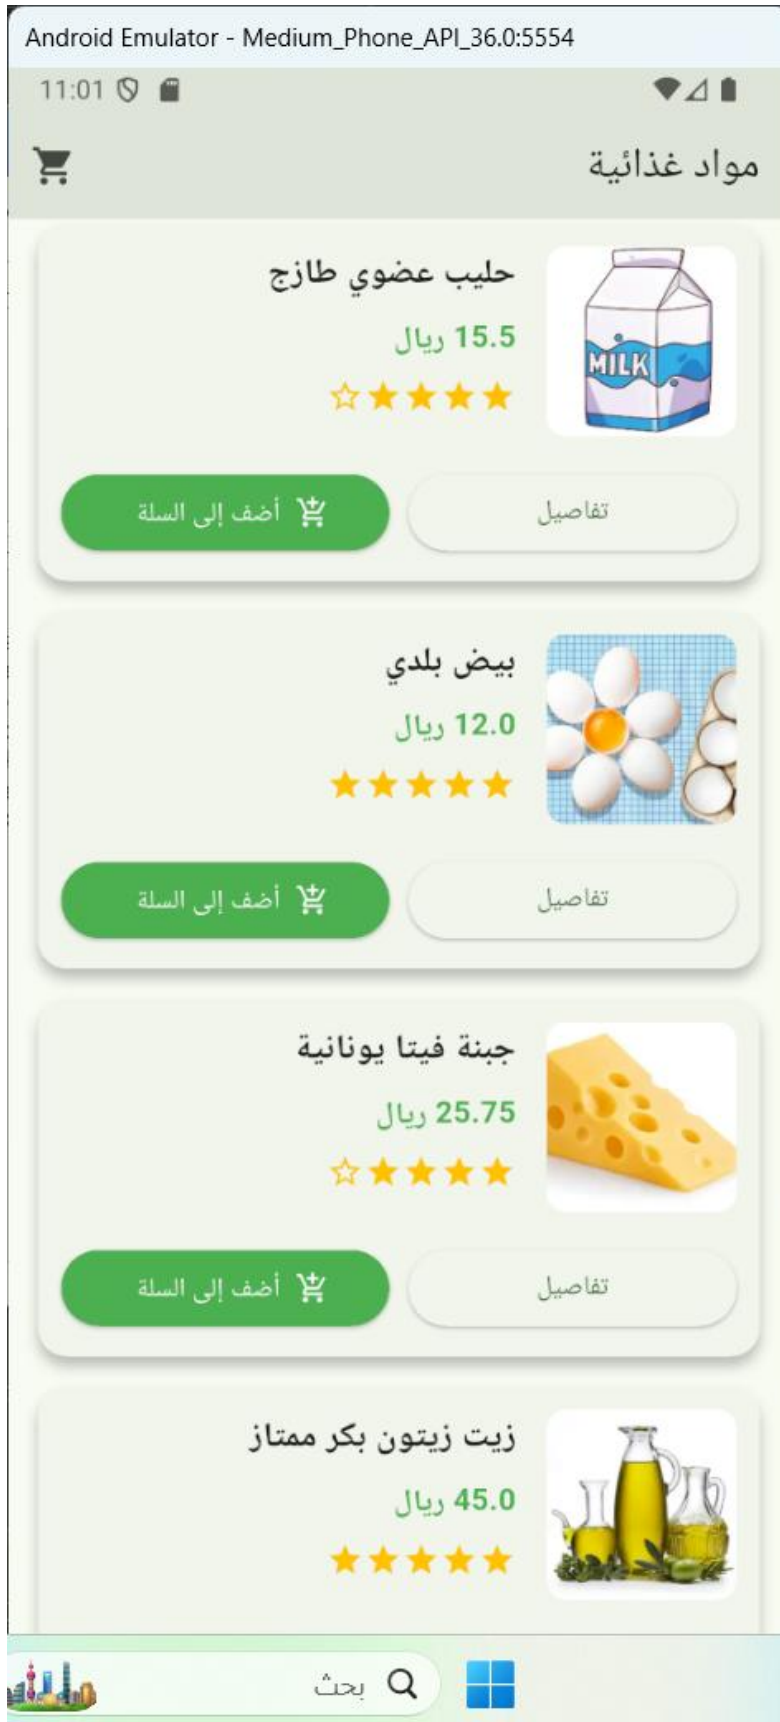 Android Emulator - Medium_Phone_API_36.0:5554
11:01
مواد غذائية
حليب عضوي طازج
15.5 ريال
MILK
تفاصيل
أضف إلى السلة
بيض بلدي
12.0 ريال
تفاصيل
أضف إلى السلة
جبنة فيتا يونانية
25.75 ريال
تفاصيل
أضف إلى السلة
زيت زيتون بكر ممتاز
45.0 ريال
بحث